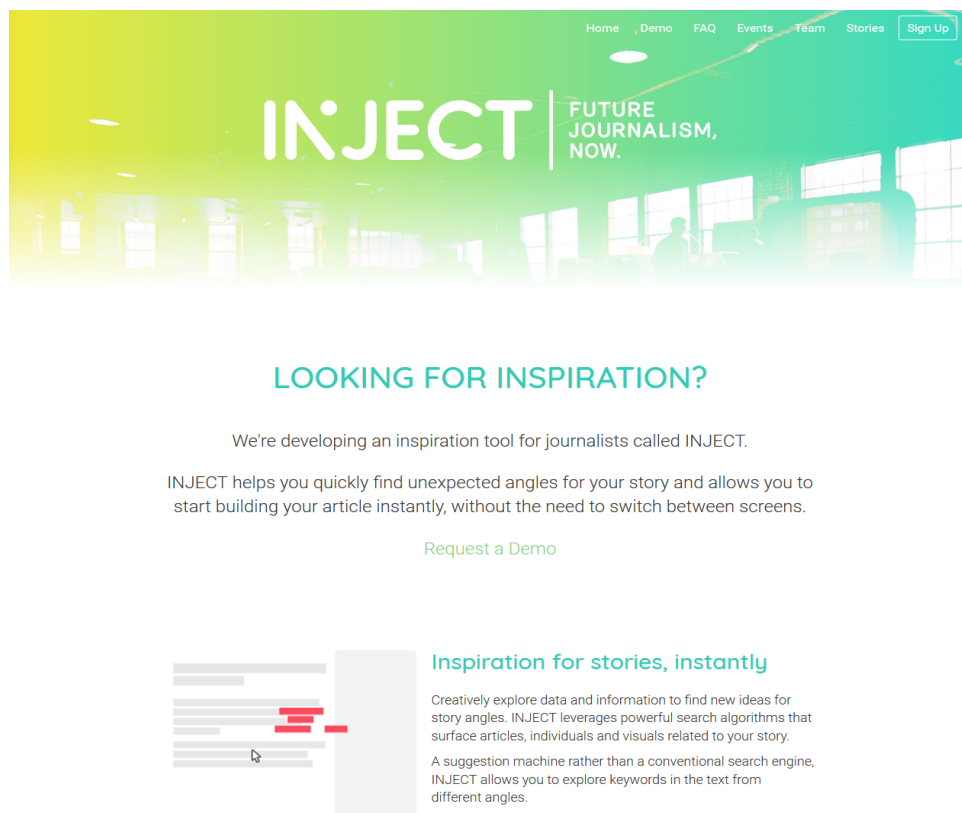 Home Demo FAQ Events Team Stories Sign Up
INJECT
FUTURE
JOURNALISM,
NOW.
LOOKING FOR INSPIRATION?
We're developing an inspiration tool for journalists called INJECT.
INJECT helps you quickly find unexpected angles for your story and allows you to
start building your article instantly, without the need to switch between screens.
Request a Demo
Inspiration for stories, instantly
Creatively explore data and information to find new ideas for
story angles. INJECT leverages powerful search algorithms that
surface articles, individuals and visuals related to your story.
A suggestion machine rather than a conventional search engine,
INJECT allows you to explore keywords in the text from
different angles.